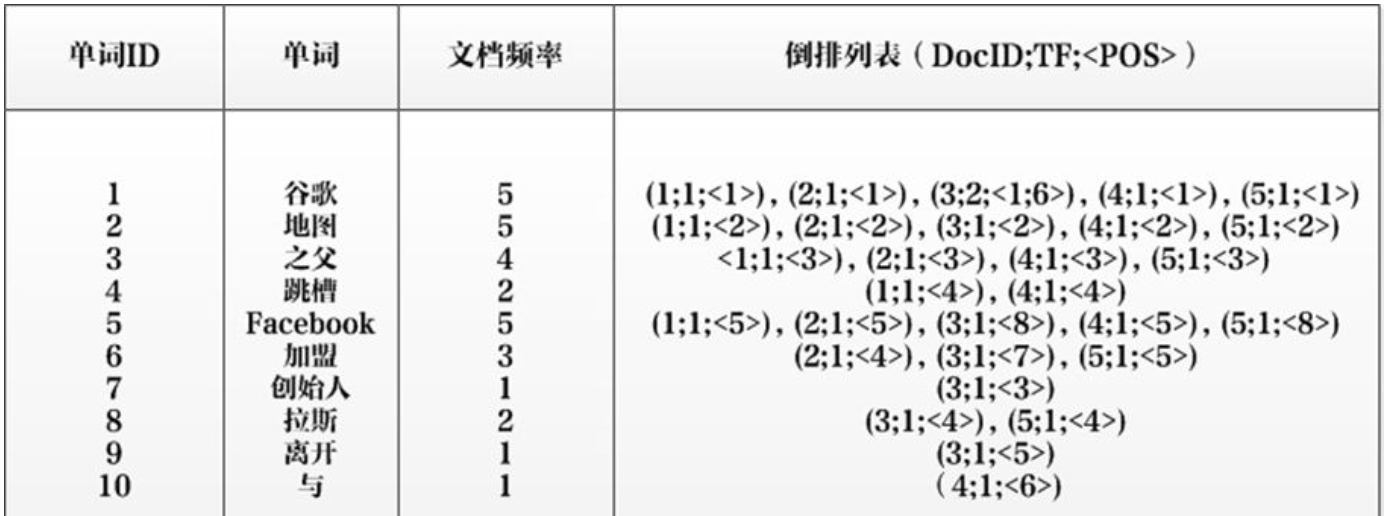 单词ID 单词 文档频率 倒排列表（DocID;TF;<POS>）
1 谷歌 5 (1;1;<1>), (2;1;<1>), (3;2;<1;6>), (4;1;<1>), (5;1;<1>)
2 地图 5 (1;1;<2>), (2;1;<2>), (3;1;<2>), (4;1;<2>), (5;1;<2>)
3 之父 4 <1;1;<3>), (2;1;<3>), (4;1;<3>), (5;1;<3>)
4 跳槽 2 (1;1;<4>), (4;1;<4>)
5 Facebook 5 (1;1;<5>), (2;1;<5>), (3;1;<8>), (4;1;<5>), (5;1;<8>)
6 加盟 3 (2;1;<4>), (3;1;<7>), (5;1;<5>)
7 创始人 1 (3;1;<3>)
8 拉斯 2 (3;1;<4>), (5;1;<4>)
9 离开 1 (3;1;<5>)
10 与 1 （4;1;<6>)